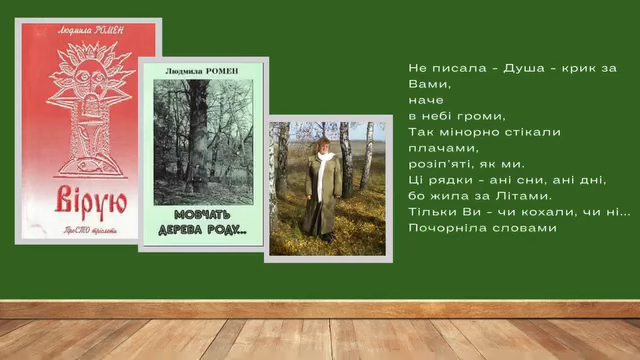 Людмила РОМЕН
Вірую
ПроСТО тріолети
Людмила РОМЕН
МОВЧАТЬ
ДЕРЕВА РОДУ...
Не писала - Душа - крик за
Вами,
наче
в небі громи,
Так мінорно стікали
плачами,
розіп'яті, як ми.
Ці рядки - ані сни, ані дні,
бо жила за Літами.
Тільки Ви - чи кохали, чи ні...
Почорніла словами